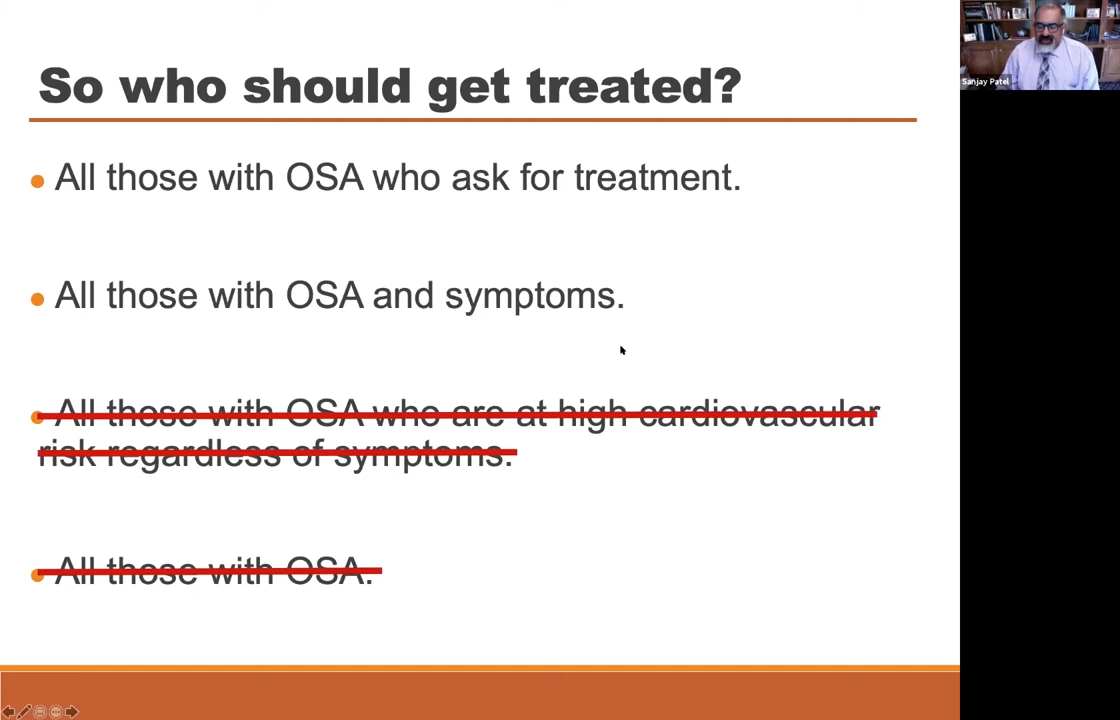 So who should get treated?
Sanjay Patel
All those with OSA who ask for treatment.
All those with OSA and symptoms.
All those with OSA who are at high cardiovascular
risk regardless of symptoms.
All those with OSA.